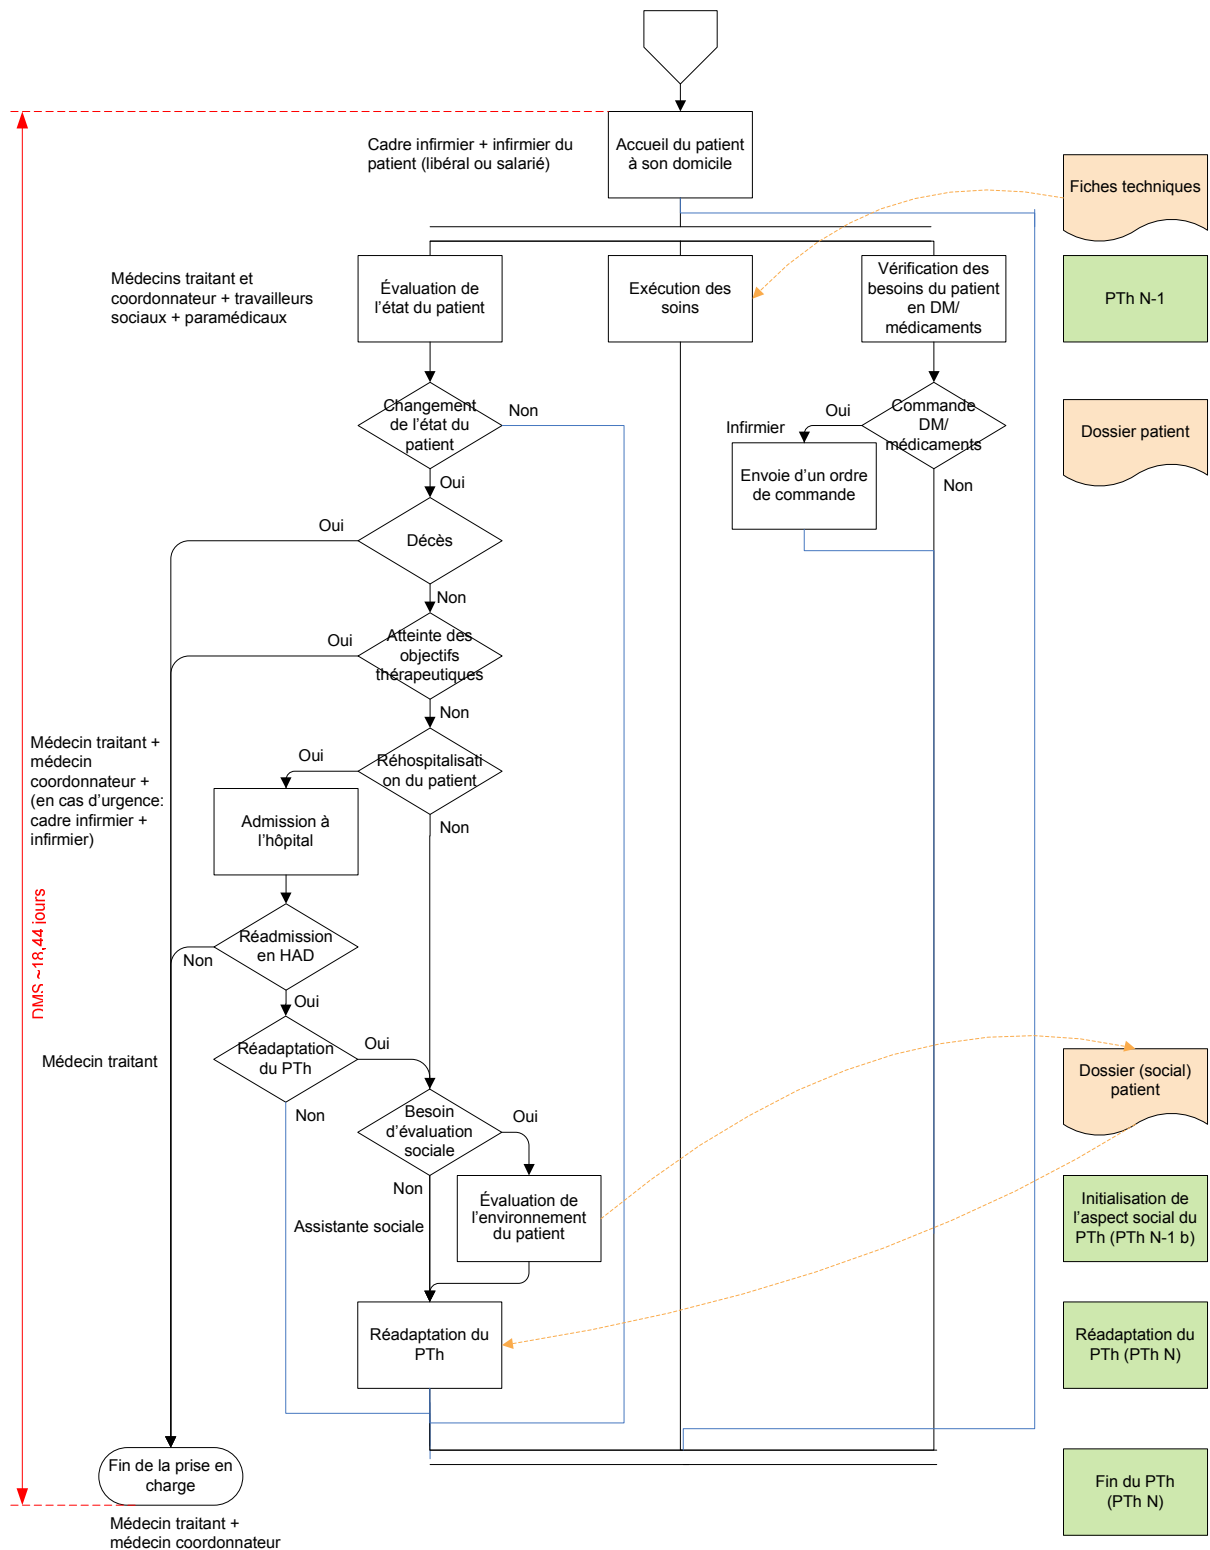 Accueil du patient
à son domicile
Cadre infirmier + infirmier du
patient (libéral ou salarié)
Fiches techniques
Médecins traitant et
coordonnateur + travailleurs
sociaux + paramédicaux
Évaluation de
l'état du patient
Exécution des
soins
Vérification des
besoins du patient
en DM/
médicaments
PTh N-1
Changement
de l'état du
patient
Non
Oui
Commande
DM/
médicaments
Oui
Non
Infirmier
Envoie d'un ordre
de commande
Dossier patient
Décès
Oui
Non
Atteinte des
objectifs
thérapeutiques
Oui
Non
Réhospitalisati
on du patient
Oui
Non
Médecin traitant +
médecin
coordonnateur +
(en cas d'urgence:
cadre infirmier +
infirmier)
Admission à
l'hôpital
DMS ~18,44 jours
Réadmission
en HAD
Non
Oui
Réadaptation
du PTh
Oui
Non
Médecin traitant
Besoin
d'évaluation
sociale
Oui
Non
Dossier (social)
patient
Assistante sociale
Évaluation de
l'environnement
du patient
Initialisation de
l'aspect social du
PTh (PTh N-1 b)
Réadaptation du
PTh
Réadaptation du
PTh (PTh N)
Fin de la prise en
charge
Fin du PTh
(PTh N)
Médecin traitant +
médecin coordonnateur